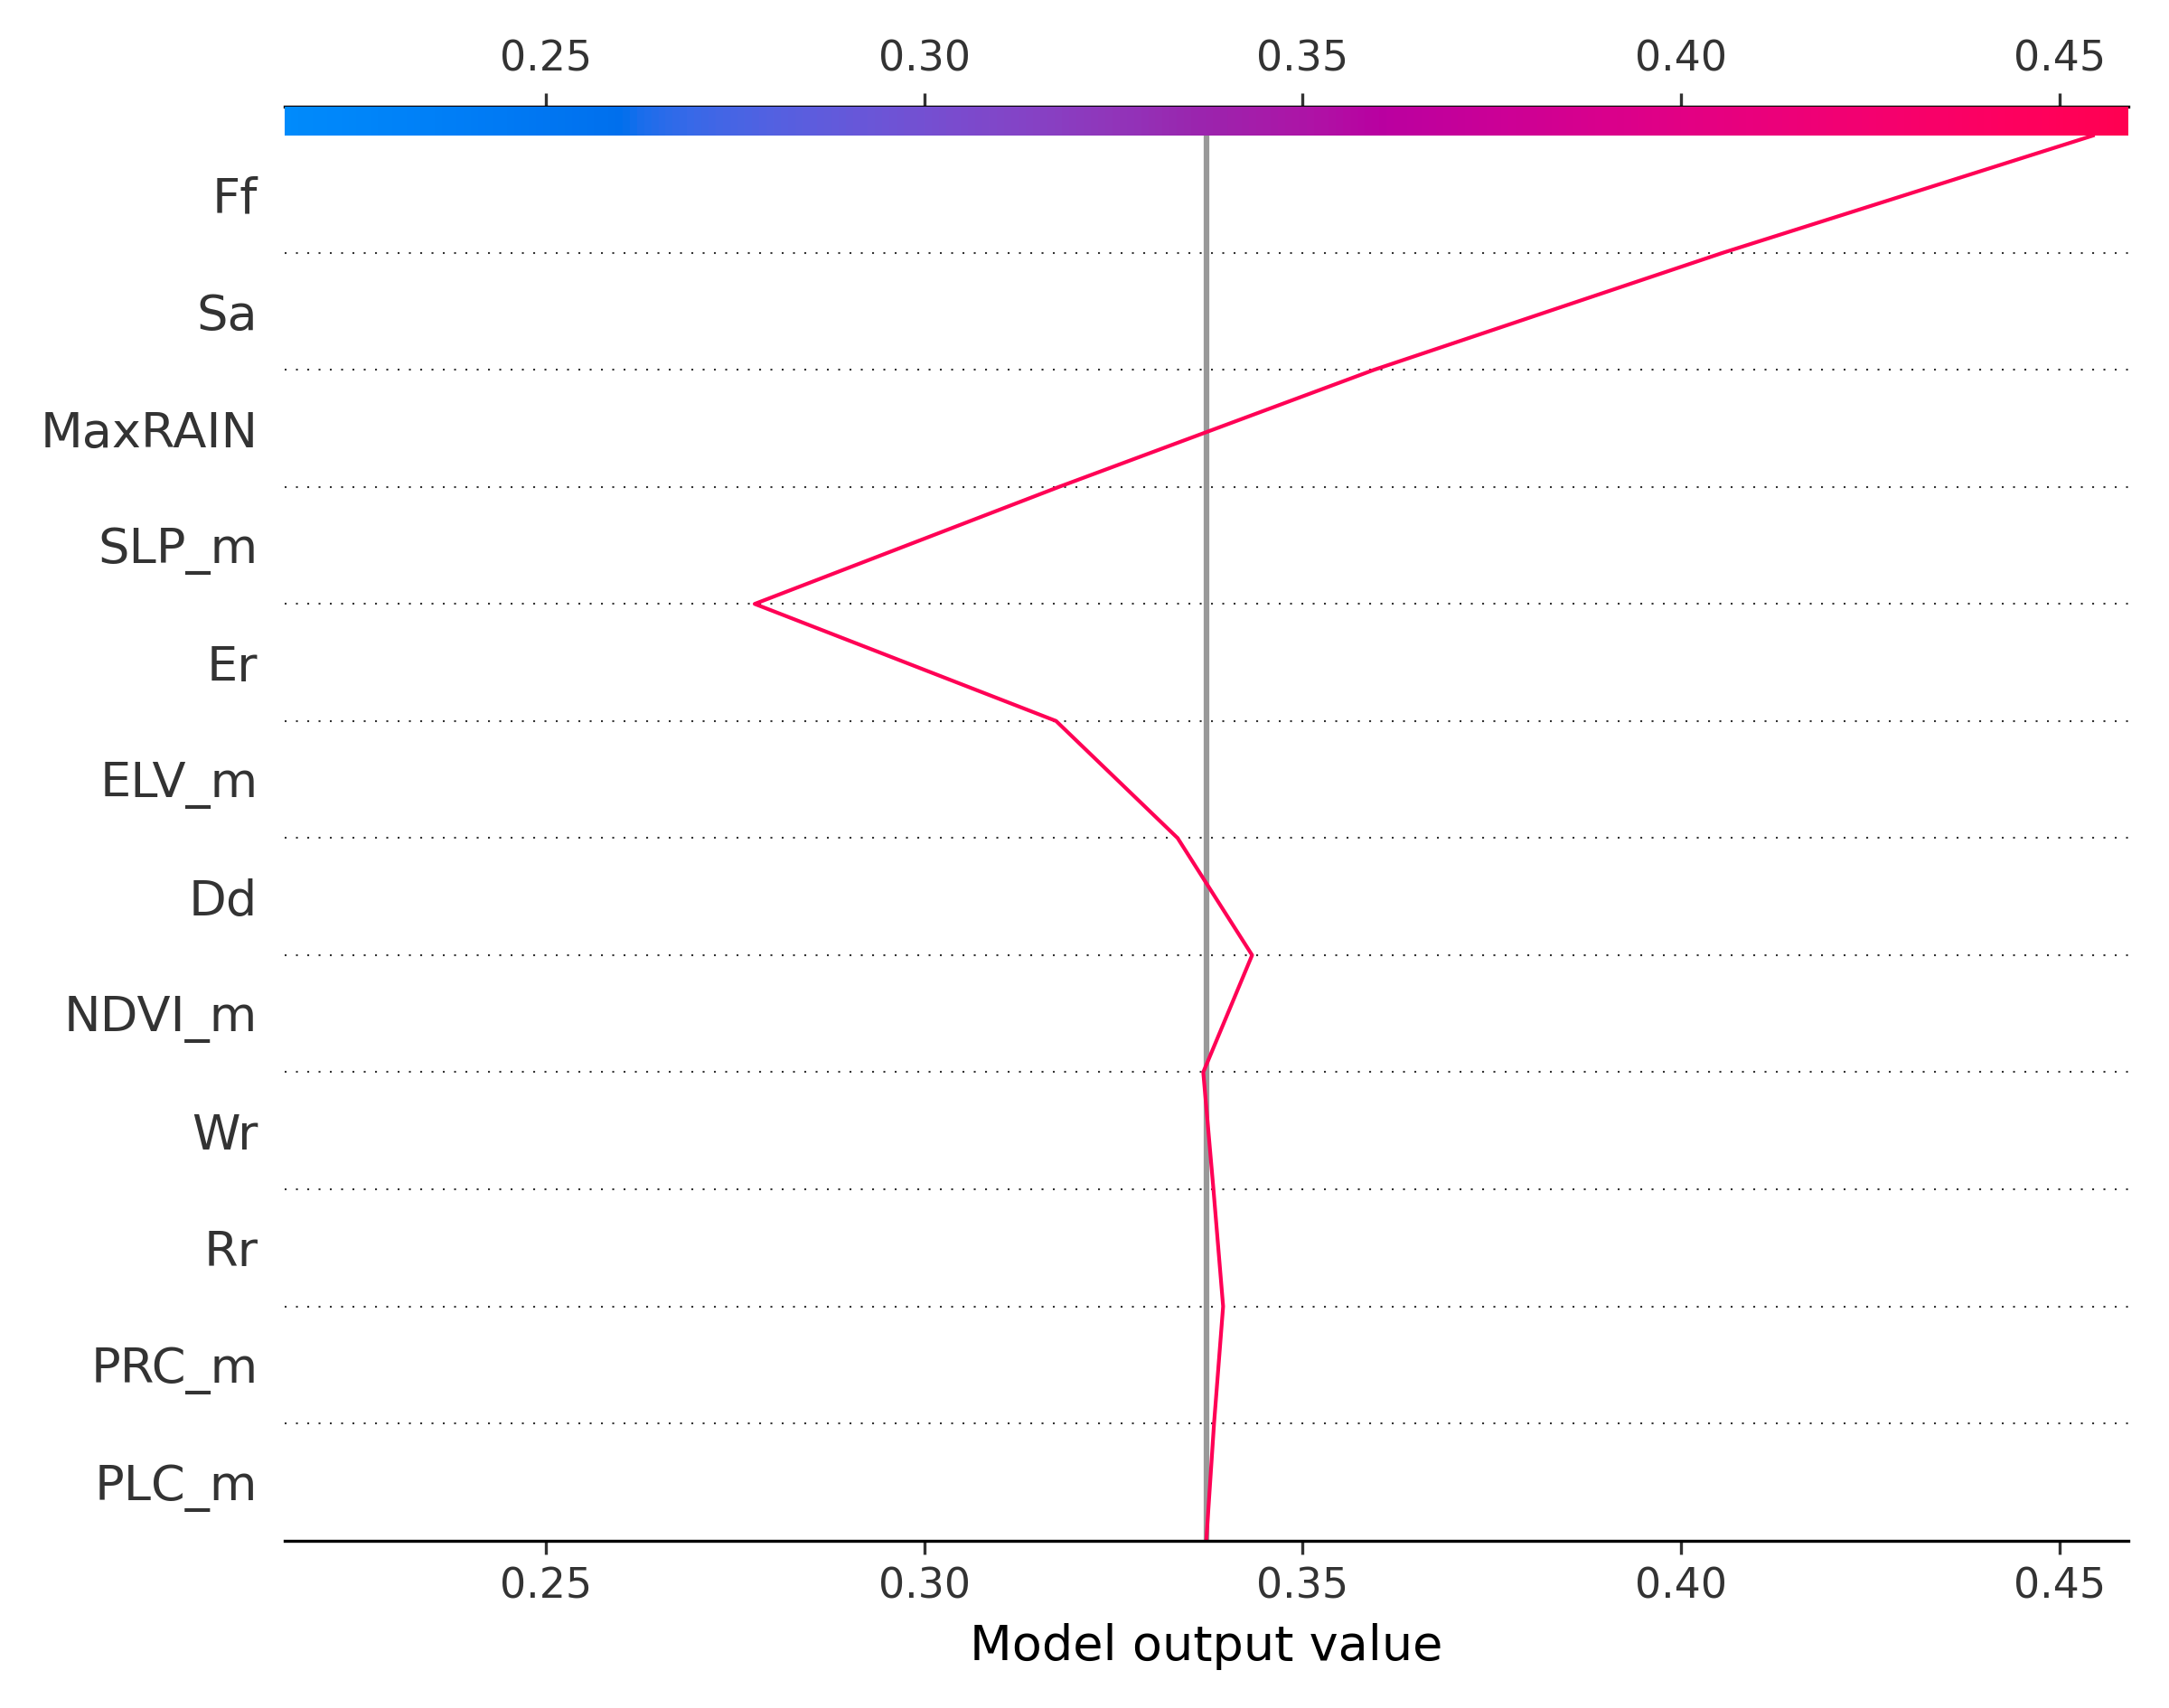 0.25 0.30 0.35 0.40 0.45
Ff
Sa
MaxRAIN
SLP_m
Er
ELV_m
Dd
NDVI_m
Wr
Rr
PRC_m
PLC_m
0.25 0.30 0.35 0.40 0.45
Model output value